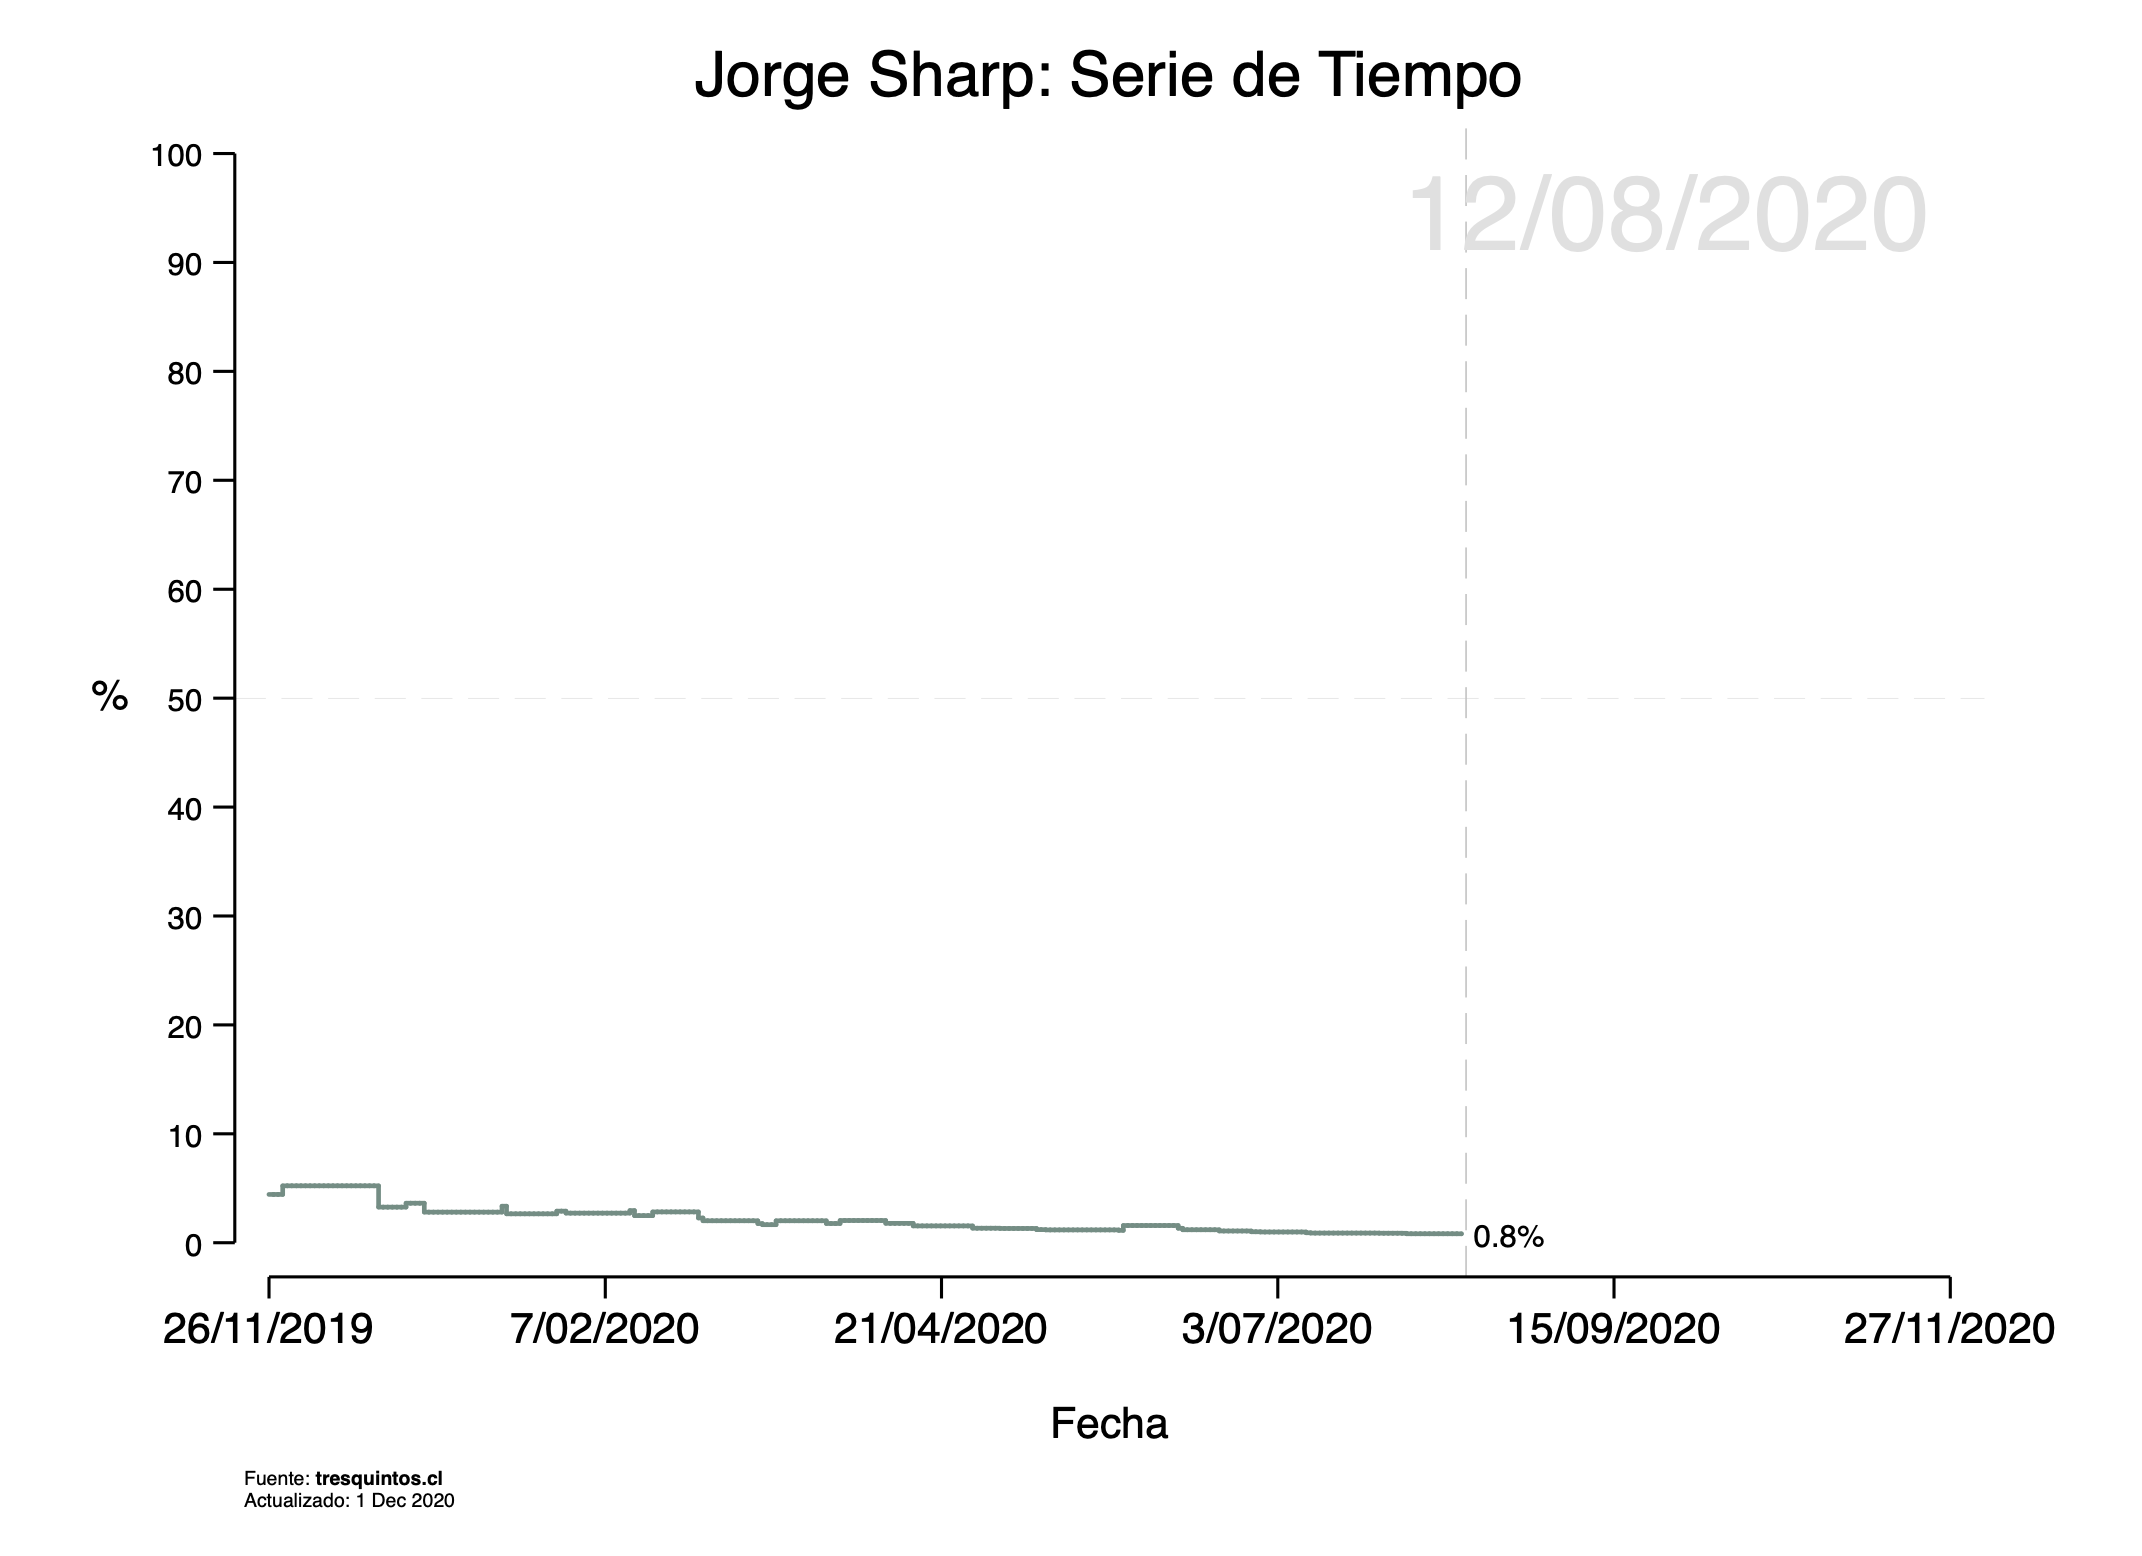 Jorge Sharp: Serie de Tiempo
12/08/2020
100
90
80
70
60
50
40
30
20
10
0
%
0.8%
26/11/2019 7/02/2020 21/04/2020 3/07/2020 15/09/2020 27/11/2020
Fecha
Fuente: tresquintos.cl
Actualizado: 1 Dec 2020